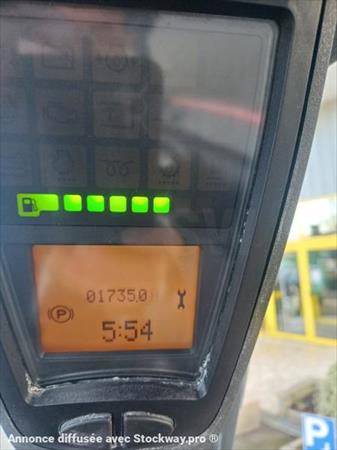 01735.0 h
P
5:54
P
Annonce diffusée avec Stockway.pro ®